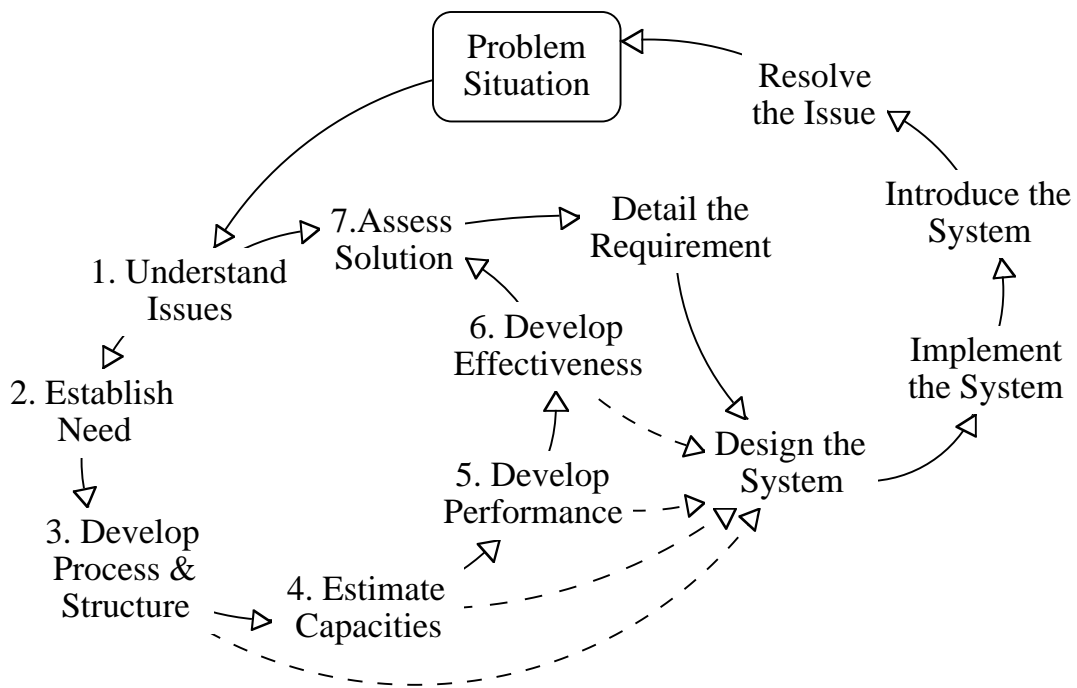 Problem
Situation
Resolve
the Issue
Introduce the
System
7.Assess
Solution
Detail the
Requirement
1. Understand
Issues
6. Develop
Effectiveness
Implement
the System
2. Establish
Need
Design the
System
5. Develop
Performance
3. Develop
Process &
Structure
4. Estimate
Capacities